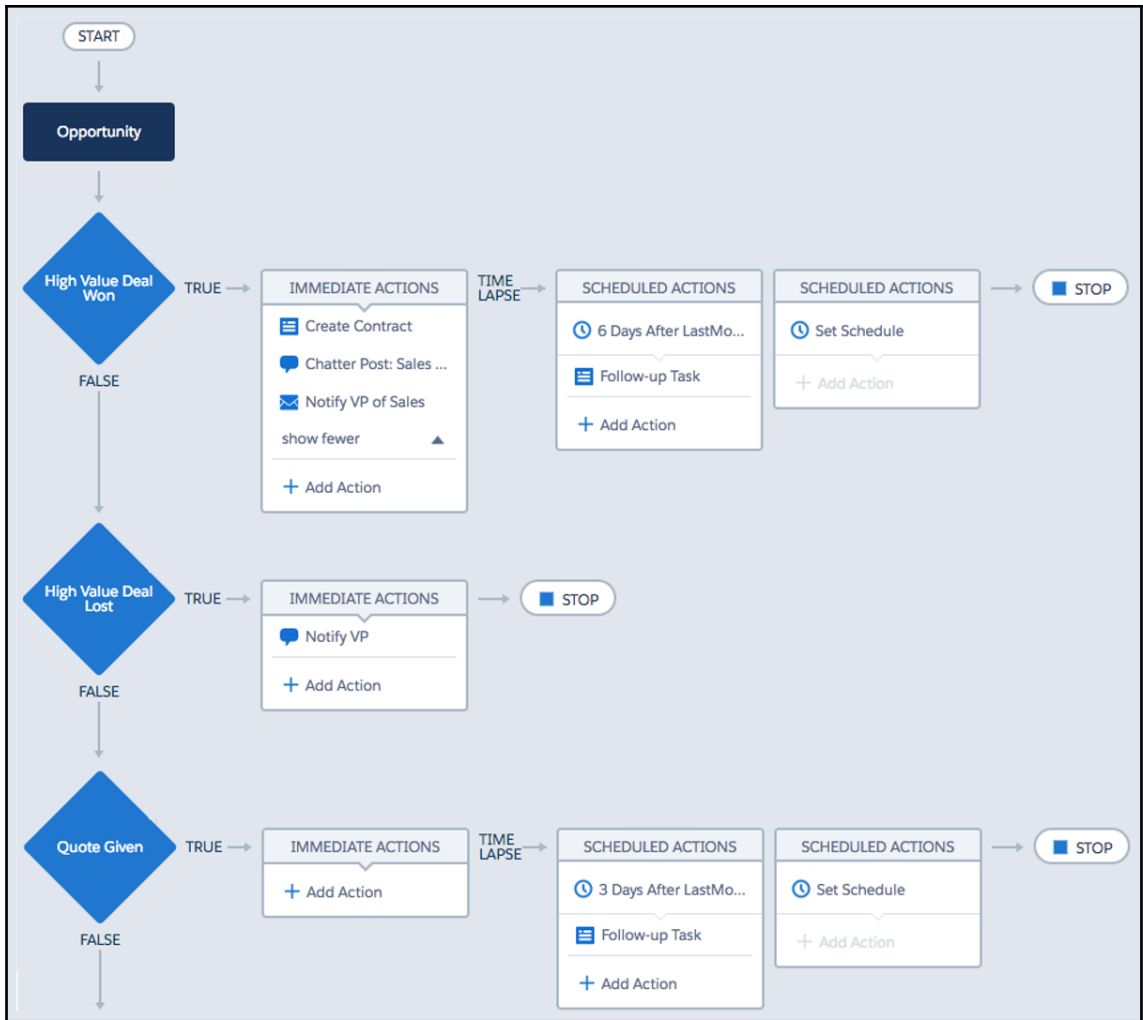 START
Opportunity
High Value Deal
Won
TRUE
IMMEDIATE ACTIONS
Create Contract
Chatter Post: Sales ...
Notify VP of Sales
show fewer
Add Action
TIME
LAPSE
SCHEDULED ACTIONS
6 Days After LastMo...
Follow-up Task
Add Action
SCHEDULED ACTIONS
Set Schedule
Add Action
STOP
FALSE
High Value Deal
Lost
TRUE
IMMEDIATE ACTIONS
Notify VP
Add Action
STOP
FALSE
Quote Given
TRUE
IMMEDIATE ACTIONS
Add Action
TIME
LAPSE
SCHEDULED ACTIONS
3 Days After LastMo...
Follow-up Task
Add Action
SCHEDULED ACTIONS
Set Schedule
Add Action
STOP
FALSE